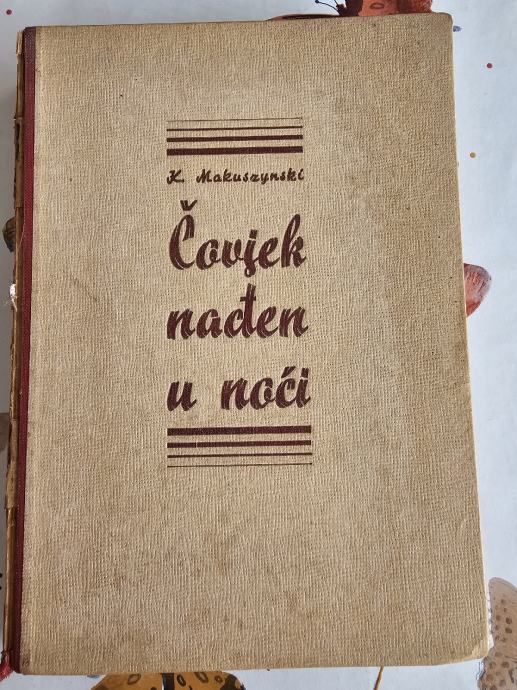 K. Makuszynski
Čovjek
nađen
u noći